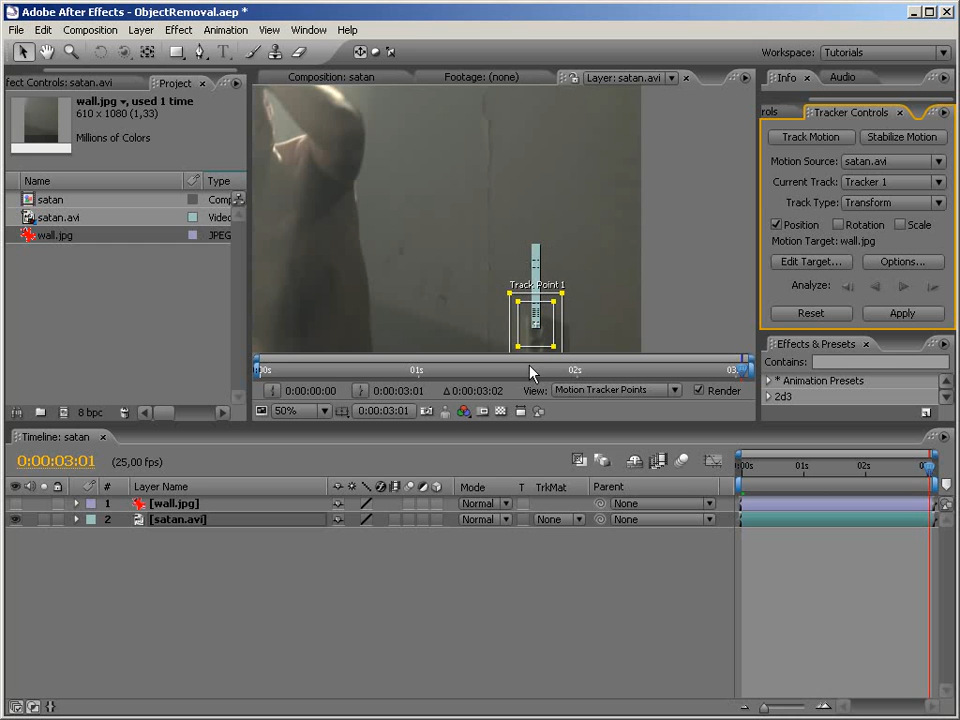 Adobe After Effects - ObjectRemoval.aep *
File Edit Composition Layer Effect Animation View Window Help
Workspace: Tutorials
fect Controls: satan.avi Project
Composition: satan Footage: (none) Layer: satan.avi
Info Audio
wall.jpg, used 1 time
610 x 1080 (1,33)
Millions of Colors
rols Tracker Controls
Track Motion Stabilize Motion
Motion Source: satan.avi
Current Track: Tracker 1
Track Type: Transform
Position Rotation Scale
Motion Target: wall.jpg
Edit Target... Options...
Analyze:
Reset Apply
Name Type
satan Comp
satan.avi Video
wall.jpg JPEG
Track Point 1
:00s 01s 02s 03
0:00:00:00 0:00:03:01 Δ 0:00:03:02 View: Motion Tracker Points Render
8 bpc
50% 0:00:03:01
Effects & Presets
Contains:
* Animation Presets
2d3
Timeline: satan
0:00:03:01 (25,00 fps)
:00s 01s 02s 0
# Layer Name Mode T TrkMat Parent
1 [wall.jpg] Normal None
2 [satan.avi] Normal None None